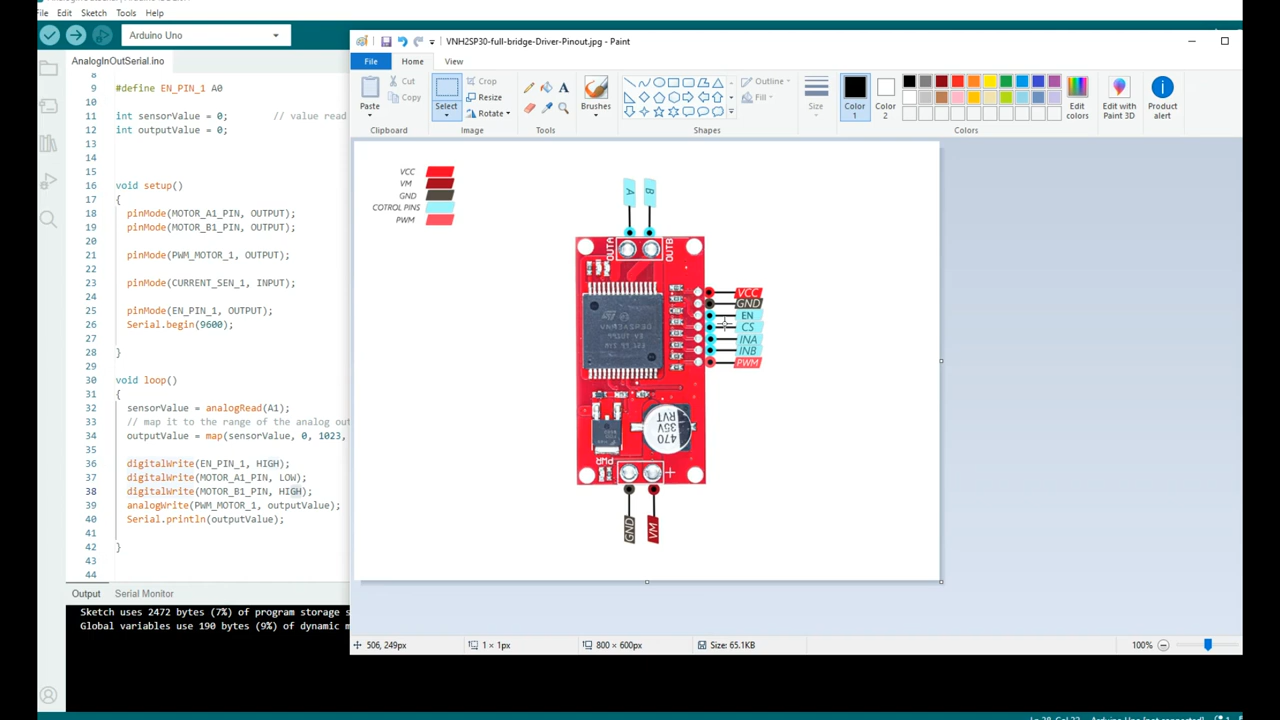 File Edit Sketch Tools Help
Arduino Uno
AnalogInOutSerial.ino
8
9 #define EN_PIN_1 A0
10
11 int sensorValue = 0; // value read
12 int outputValue = 0;
13
14
15
16 void setup()
17 {
18 pinMode(MOTOR_A1_PIN, OUTPUT);
19 pinMode(MOTOR_B1_PIN, OUTPUT);
20
21 pinMode(PWM_MOTOR_1, OUTPUT);
22
23 pinMode(CURRENT_SEN_1, INPUT);
24
25 pinMode(EN_PIN_1, OUTPUT);
26 Serial.begin(9600);
27
28 }
29
30 void loop()
31 {
32 sensorValue = analogRead(A1);
33 // map it to the range of the analog out
34 outputValue = map(sensorValue, 0, 1023,
35
36 digitalWrite(EN_PIN_1, HIGH);
37 digitalWrite(MOTOR_A1_PIN, LOW);
38 digitalWrite(MOTOR_B1_PIN, HIGH);
39 analogWrite(PWM_MOTOR_1, outputValue);
40 Serial.println(outputValue);
41
42 }
43
44
Output Serial Monitor
Sketch uses 2472 bytes (7%) of program storage s
Global variables use 190 bytes (9%) of dynamic m
VNH2SP30-full-bridge-Driver-Pinout.jpg - Paint
File Home View
Paste Cut Copy
Clipboard
Select Crop Resize Rotate
Image
Tools
Brushes
Outline
Fill
Shapes
Size
Color 1
Color 2
Edit colors
Colors
Edit with Paint 3D
Product alert
VCC
VM
GND
COTROL PINS
PWM
A B
OUTA OUTB
VCC
GND
EN
CS
INA
INB
PWM
470
35V
RVT
PWR
+
GND VM
506, 249px 1 × 1px 800 × 600px Size: 65.1KB 100%